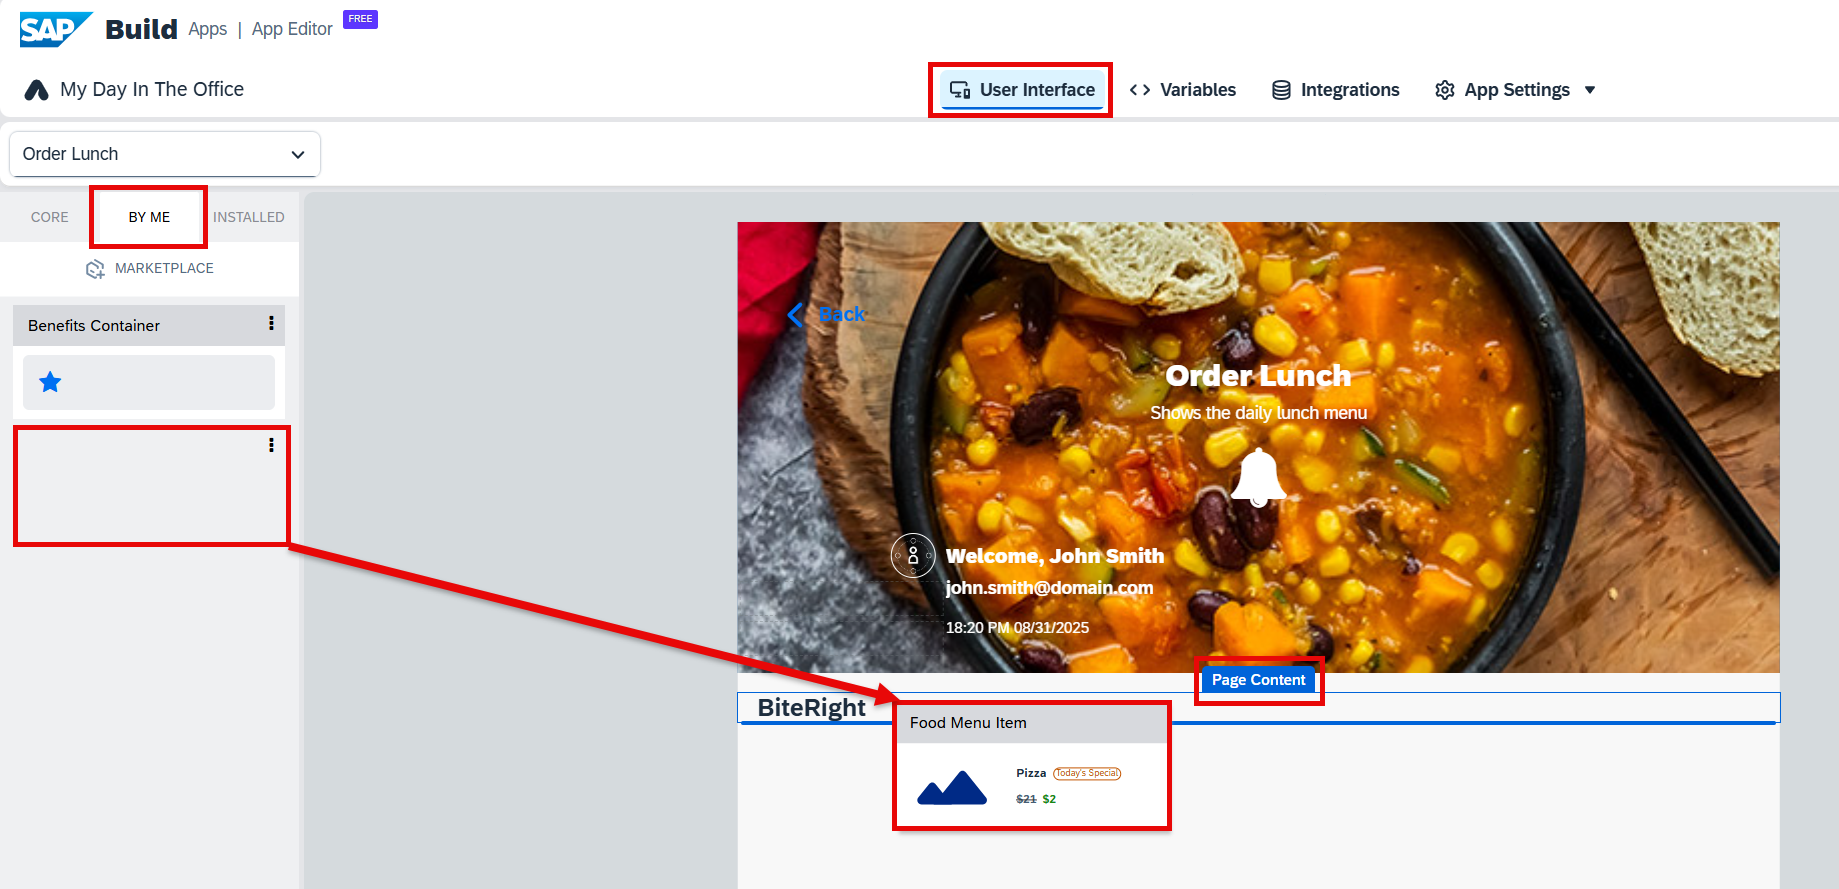 SAP Build Apps | App Editor FREE
My Day In The Office
User Interface
Variables
Integrations
App Settings
Order Lunch
CORE
BY ME
INSTALLED
MARKETPLACE
Benefits Container
Back
Order Lunch
Shows the daily lunch menu
Welcome, John Smith
john.smith@domain.com
18:20 PM 08/31/2025
Page Content
BiteRight
Food Menu Item
Pizza Today's Special
$21 $2